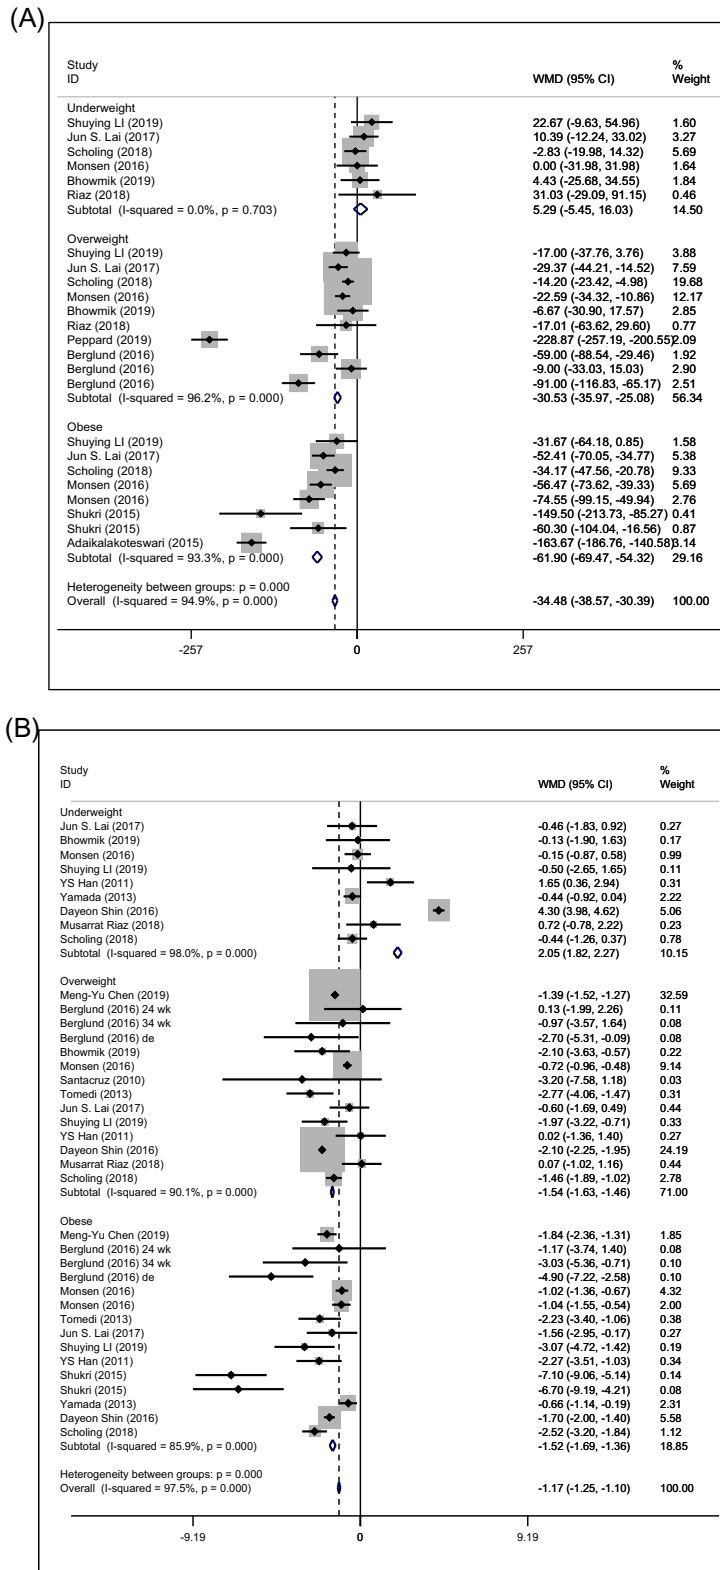 (A)
Study %
ID WMD (95% CI) Weight
Underweight
Shuying LI (2019) 22.67 (-9.63, 54.96) 1.60
Jun S. Lai (2017) 10.39 (-12.24, 33.02) 3.27
Scholing (2018) -2.83 (-19.98, 14.32) 5.69
Monsen (2016) 0.00 (-31.98, 31.98) 1.64
Bhowmik (2019) 4.43 (-25.68, 34.55) 1.84
Riaz (2018) 31.03 (-29.09, 91.15) 0.46
Subtotal (I-squared = 0.0%, p = 0.703) 5.29 (-5.45, 16.03) 14.50
Overweight
Shuying LI (2019) -17.00 (-37.76, 3.76) 3.88
Jun S. Lai (2017) -29.37 (-44.21, -14.52) 7.59
Scholing (2018) -14.20 (-23.42, -4.98) 19.68
Monsen (2016) -22.59 (-34.32, -10.86) 12.17
Bhowmik (2019) -6.67 (-30.90, 17.57) 2.85
Riaz (2018) -17.01 (-63.62, 29.60) 0.77
Peppard (2019) -228.87 (-257.19, -200.55) 2.09
Berglund (2016) -59.00 (-88.54, -29.46) 1.92
Berglund (2016) -9.00 (-33.03, 15.03) 2.90
Berglund (2016) -91.00 (-116.83, -65.17) 2.51
Subtotal (I-squared = 96.2%, p = 0.000) -30.53 (-35.97, -25.08) 56.34
Obese
Shuying LI (2019) -31.67 (-64.18, 0.85) 1.58
Jun S. Lai (2017) -52.41 (-70.05, -34.77) 5.38
Scholing (2018) -34.17 (-47.56, -20.78) 9.33
Monsen (2016) -56.47 (-73.62, -39.33) 5.69
Monsen (2016) -74.55 (-99.15, -49.94) 2.76
Shukri (2015) -149.50 (-213.73, -85.27) 0.41
Shukri (2015) -60.30 (-104.04, -16.56) 0.87
Adaikalakoteswari (2015) -163.67 (-186.76, -140.58) 3.14
Subtotal (I-squared = 93.3%, p = 0.000) -61.90 (-69.47, -54.32) 29.16
Heterogeneity between groups: p = 0.000
Overall (I-squared = 94.9%, p = 0.000) -34.48 (-38.57, -30.39) 100.00
-257 0 257
(B)
Study %
ID WMD (95% CI) Weight
Underweight
Jun S. Lai (2017) -0.46 (-1.83, 0.92) 0.27
Bhowmik (2019) -0.13 (-1.90, 1.63) 0.17
Monsen (2016) -0.15 (-0.87, 0.58) 0.99
Shuying LI (2019) -0.50 (-2.65, 1.65) 0.11
YS Han (2011) 1.65 (0.36, 2.94) 0.31
Yamada (2013) -0.44 (-0.92, 0.04) 2.22
Dayeon Shin (2016) 4.30 (3.98, 4.62) 5.06
Musarrat Riaz (2018) 0.72 (-0.78, 2.22) 0.23
Scholing (2018) -0.44 (-1.26, 0.37) 0.78
Subtotal (I-squared = 98.0%, p = 0.000) 2.05 (1.82, 2.27) 10.15
Overweight
Meng-Yu Chen (2019) -1.39 (-1.52, -1.27) 32.59
Berglund (2016) 24 wk 0.13 (-1.99, 2.26) 0.11
Berglund (2016) 34 wk -0.97 (-3.57, 1.64) 0.08
Berglund (2016) de -2.70 (-5.31, -0.09) 0.08
Bhowmik (2019) -2.10 (-3.63, -0.57) 0.22
Monsen (2016) -0.72 (-0.96, -0.48) 9.14
Santacruz (2010) -3.20 (-7.58, 1.18) 0.03
Tomedi (2013) -2.77 (-4.06, -1.47) 0.31
Jun S. Lai (2017) -0.60 (-1.69, 0.49) 0.44
Shuying LI (2019) -1.97 (-3.22, -0.71) 0.33
YS Han (2011) 0.02 (-1.36, 1.40) 0.27
Dayeon Shin (2016) -2.10 (-2.25, -1.95) 24.19
Musarrat Riaz (2018) 0.07 (-1.02, 1.16) 0.44
Scholing (2018) -1.46 (-1.89, -1.02) 2.78
Subtotal (I-squared = 90.1%, p = 0.000) -1.54 (-1.63, -1.46) 71.00
Obese
Meng-Yu Chen (2019) -1.84 (-2.36, -1.31) 1.85
Berglund (2016) 24 wk -1.17 (-3.74, 1.40) 0.08
Berglund (2016) 34 wk -3.03 (-5.36, -0.71) 0.10
Berglund (2016) de -4.90 (-7.22, -2.58) 0.10
Monsen (2016) -1.02 (-1.36, -0.67) 4.32
Monsen (2016) -1.04 (-1.55, -0.54) 2.00
Tomedi (2013) -2.23 (-3.40, -1.06) 0.38
Jun S. Lai (2017) -1.56 (-2.95, -0.17) 0.27
Shuying LI (2019) -3.07 (-4.72, -1.42) 0.19
YS Han (2011) -2.27 (-3.51, -1.03) 0.34
Shukri (2015) -7.10 (-9.06, -5.14) 0.14
Shukri (2015) -6.70 (-9.19, -4.21) 0.08
Yamada (2013) -0.66 (-1.14, -0.19) 2.31
Dayeon Shin (2016) -1.70 (-2.00, -1.40) 5.58
Scholing (2018) -2.52 (-3.20, -1.84) 1.12
Subtotal (I-squared = 85.9%, p = 0.000) -1.52 (-1.69, -1.36) 18.85
Heterogeneity between groups: p = 0.000
Overall (I-squared = 97.5%, p = 0.000) -1.17 (-1.25, -1.10) 100.00
-9.19 0 9.19